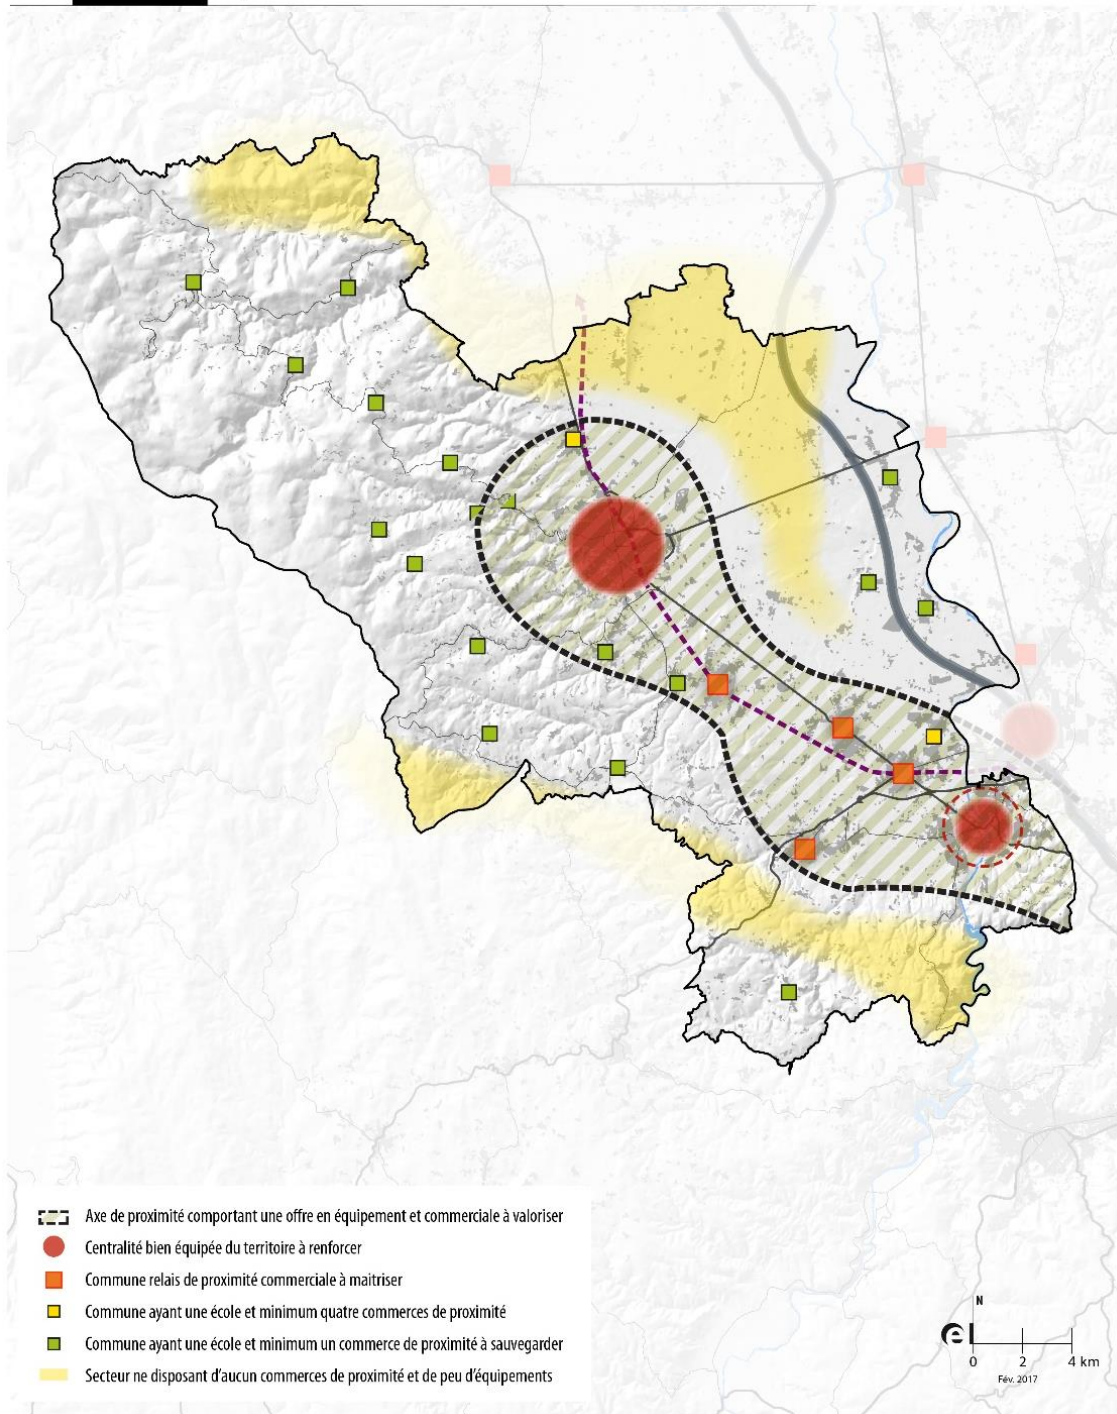 Axe de proximité comportant une offre en équipement et commerciale à valoriser
Centralité bien équipée du territoire à renforcer
Commune relais de proximité commerciale à maitriser
Commune ayant une école et minimum quatre commerces de proximité
Commune ayant une école et minimum un commerce de proximité à sauvegarder
Secteur ne disposant d'aucun commerces de proximité et de peu d'équipements
N
el
0 2 4 km
Fév. 2017